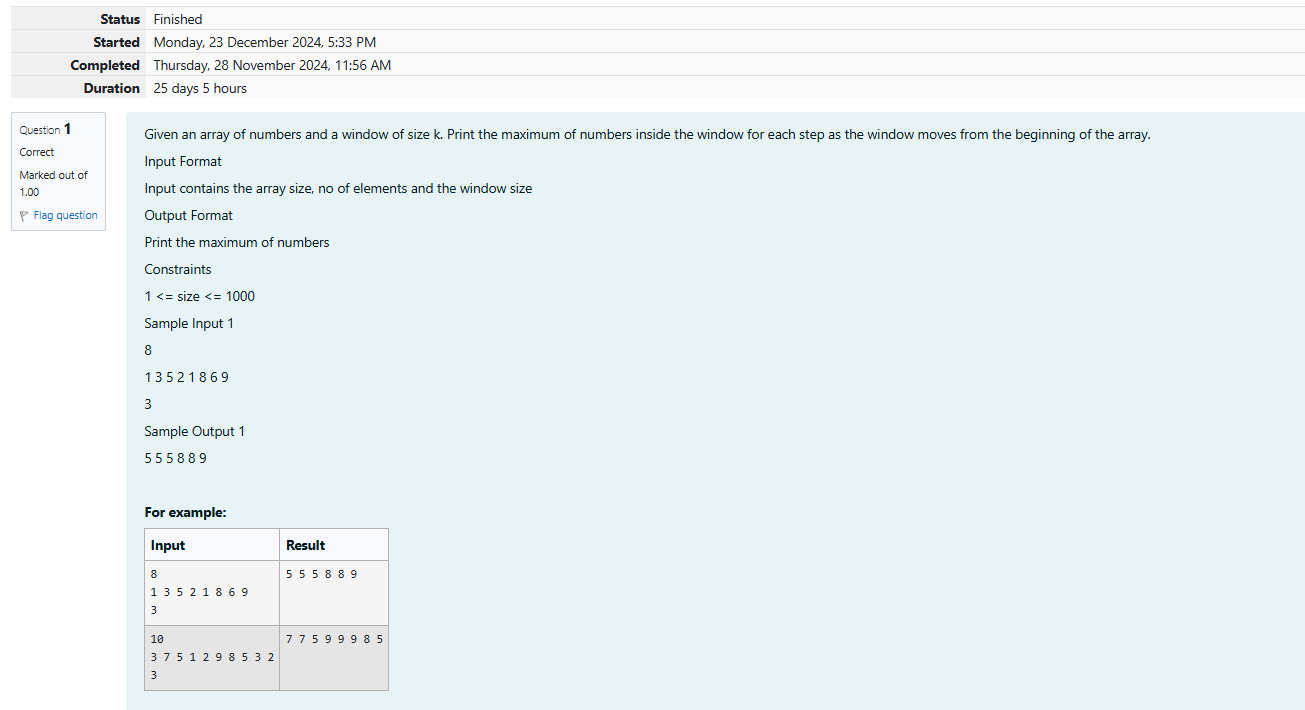 Status Finished
Started Monday, 23 December 2024, 5:33 PM
Completed Thursday, 28 November 2024, 11:56 AM
Duration 25 days 5 hours
Question 1
Correct
Marked out of
1.00
Flag question
Given an array of numbers and a window of size k. Print the maximum of numbers inside the window for each step as the window moves from the beginning of the array.
Input Format
Input contains the array size, no of elements and the window size
Output Format
Print the maximum of numbers
Constraints
1 <= size <= 1000
Sample Input 1
8
1 3 5 2 1 8 6 9
3
Sample Output 1
5 5 5 8 8 9
For example:
Input Result
8 5 5 5 8 8 9
1 3 5 2 1 8 6 9
3
10 7 7 5 9 9 9 8 5
3 7 5 1 2 9 8 5 3 2
3